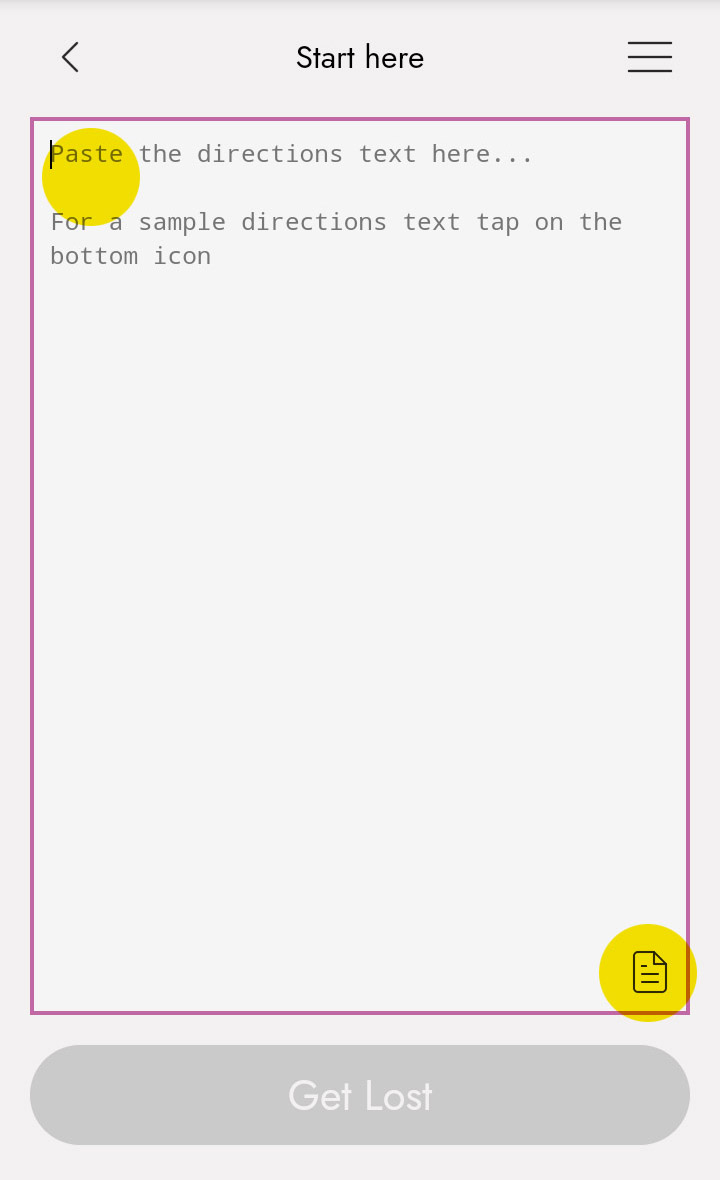 Start here
Paste the directions text here...
For a sample directions text tap on the
bottom icon
Get Lost